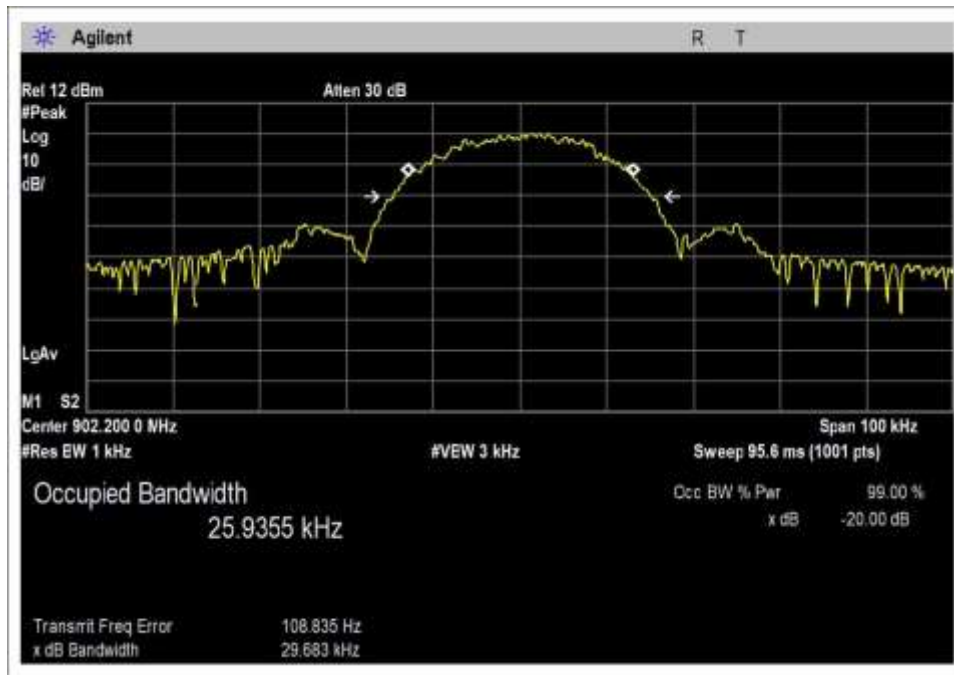 Agilent R T
Ref 12 dBm Atten 30 dB
#Peak
Log
10
dB/
LgAv
M1 S2
Center 902.200 0 MHz Span 100 kHz
#Res BW 1 kHz #VBW 3 kHz Sweep 95.6 ms (1001 pts)
Occupied Bandwidth Occ BW % Pwr 99.00 %
25.9355 kHz x dB -20.00 dB
Transmit Freq Error 108.835 Hz
x dB Bandwidth 29.683 kHz